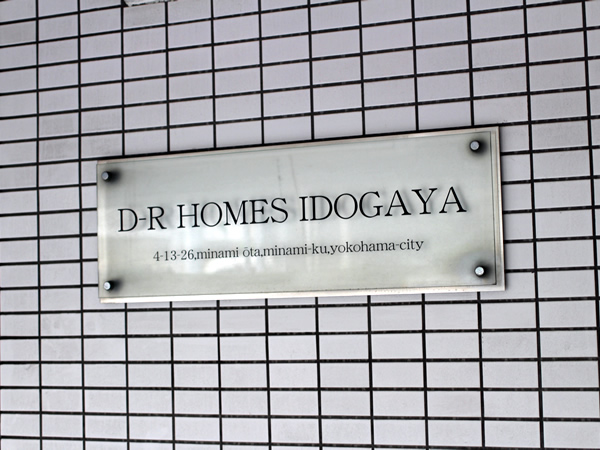 D-R HOMES IDOGAYA
4-13-26,minami ōta,minami-ku,yokohama-city